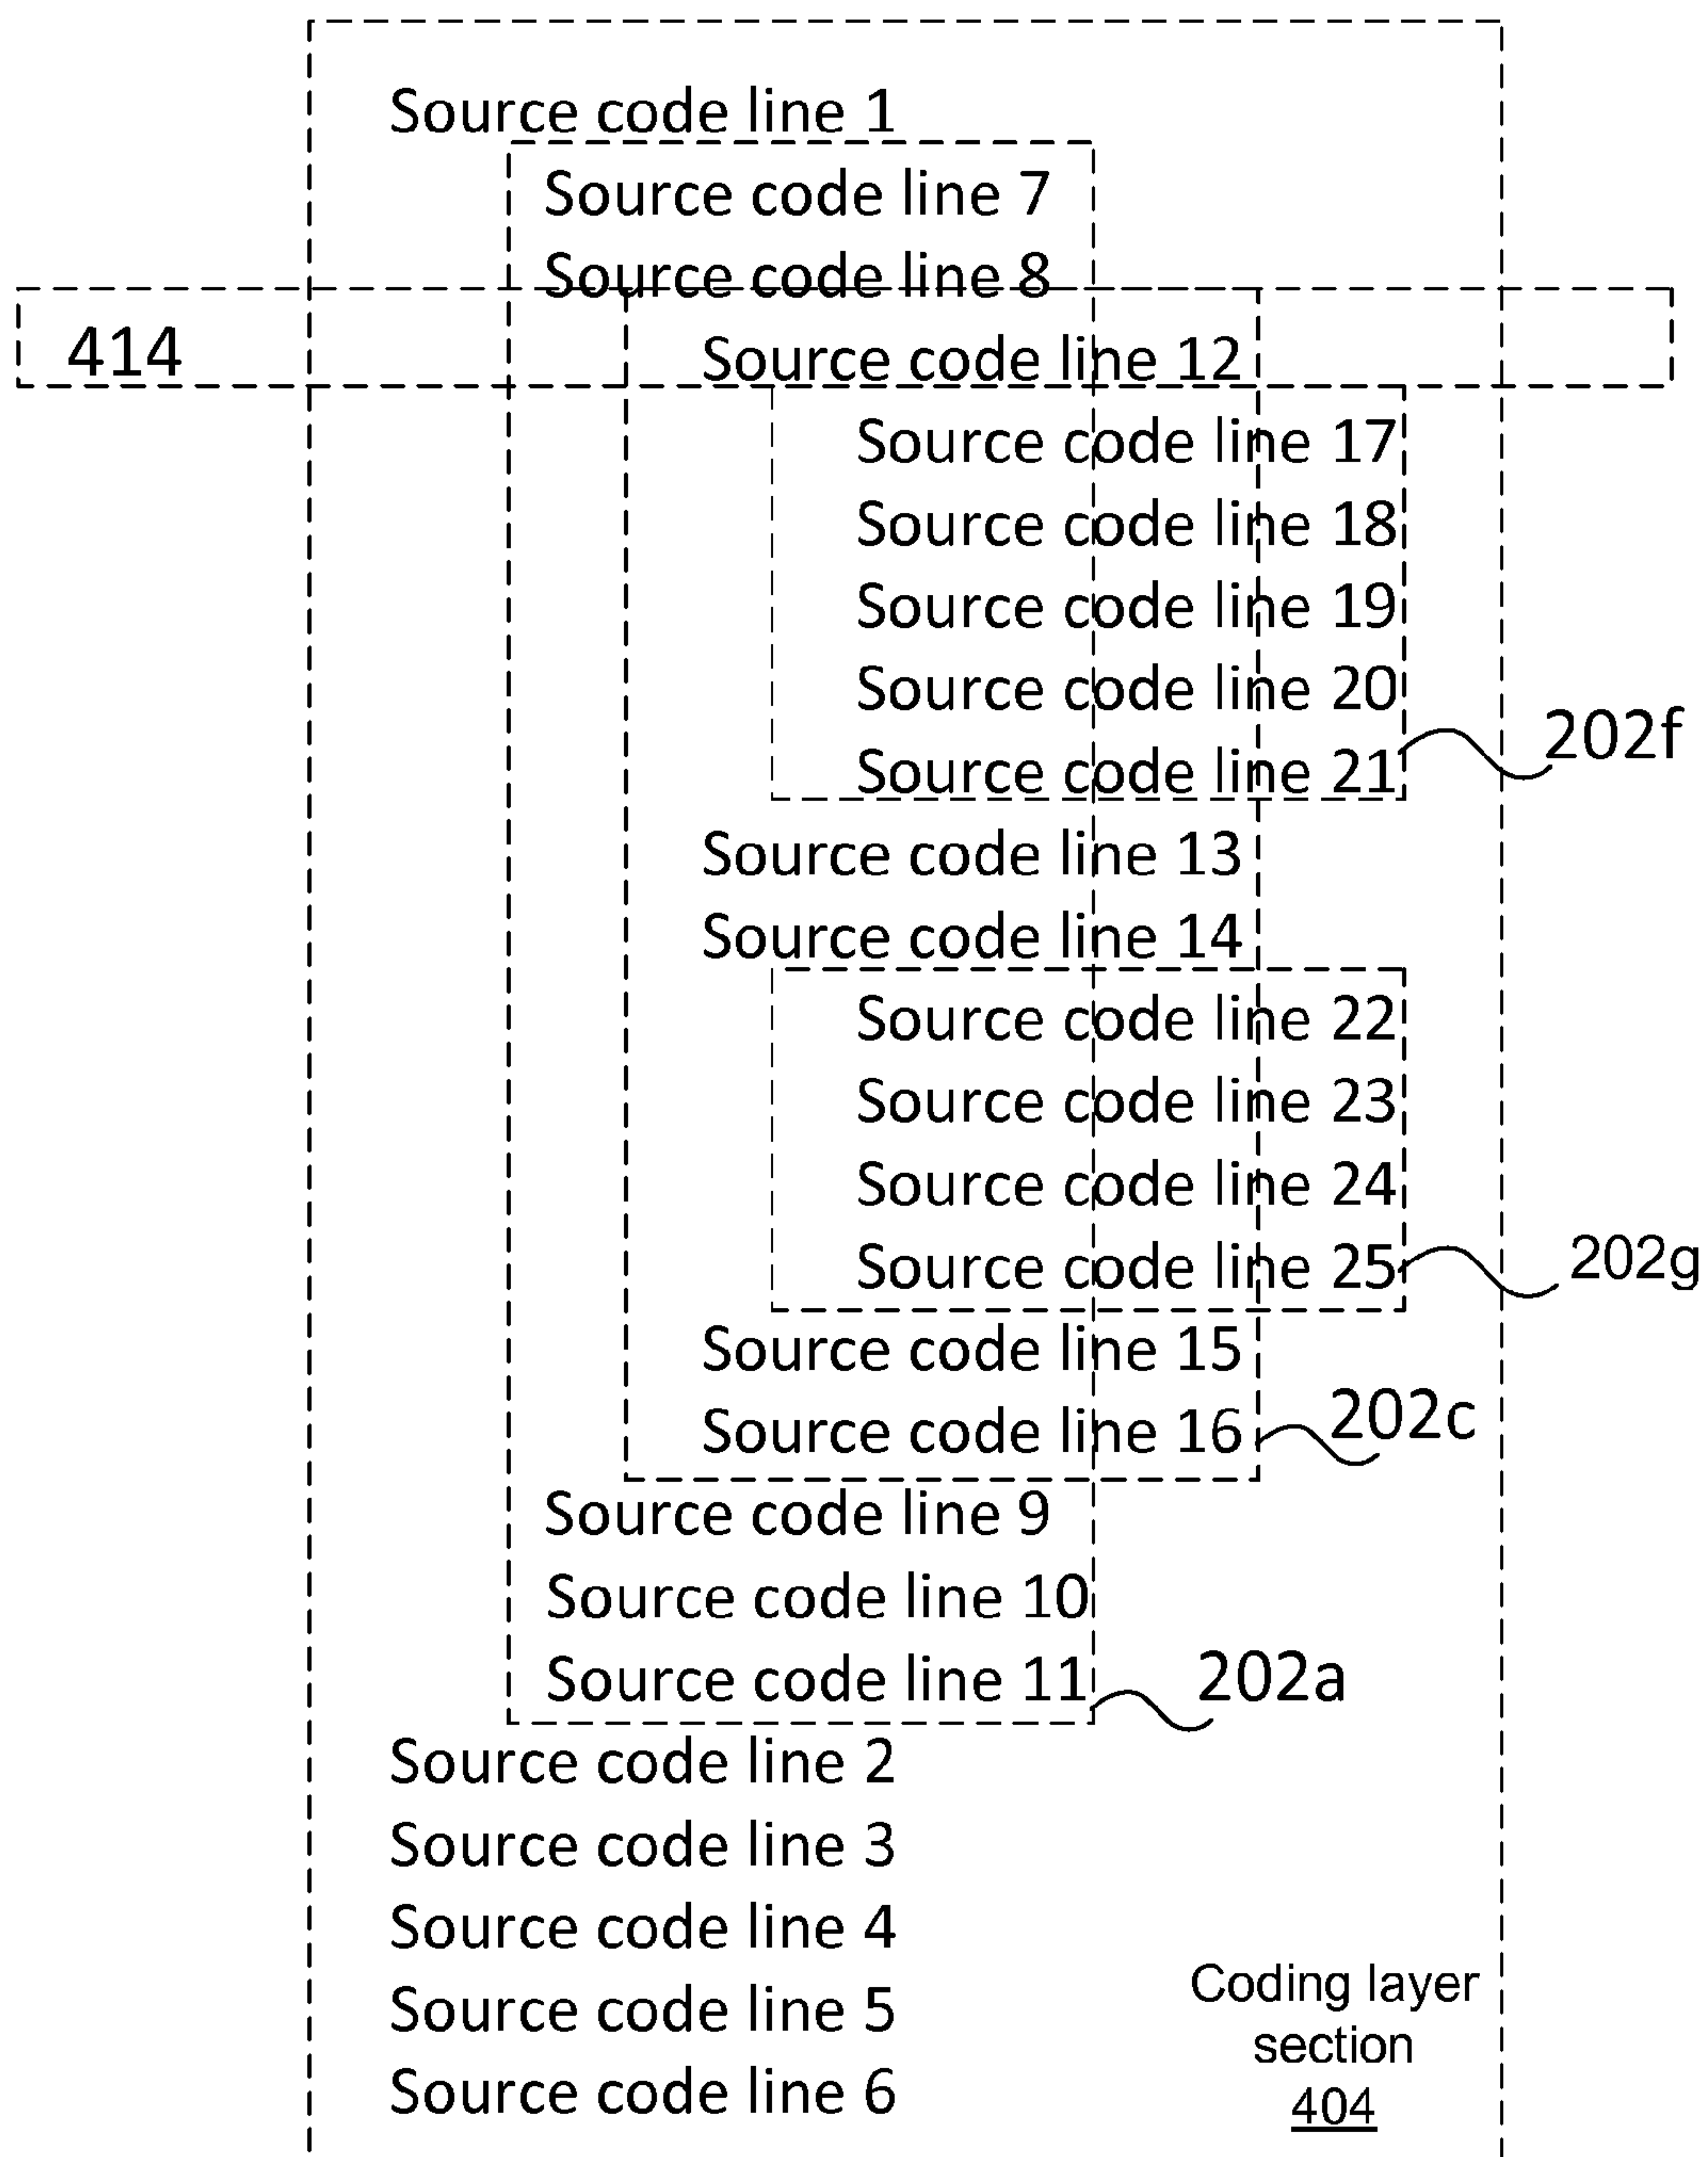 Source code line 1
Source code line 7
Source code line 8
414 Source code line 12
Source code line 17
Source code line 18
Source code line 19
Source code line 20
Source code line 21
202f
Source code line 13
Source code line 14
Source code line 22
Source code line 23
Source code line 24
Source code line 25
202g
Source code line 15
Source code line 16
202c
Source code line 9
Source code line 10
Source code line 11
202a
Source code line 2
Source code line 3
Source code line 4
Source code line 5
Source code line 6
Coding layer
section
404